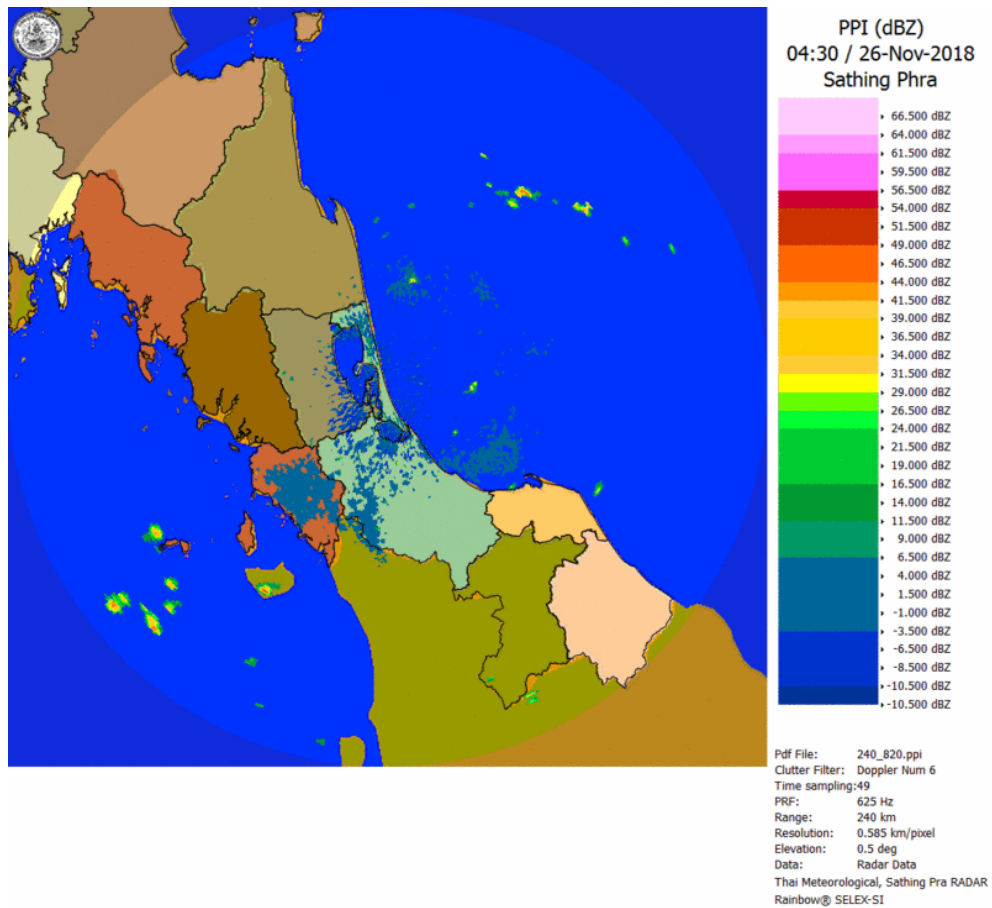 PPI (dBZ)
04:30 / 26-Nov-2018
Sathing Phra
66.500 dBZ
64.000 dBZ
61.500 dBZ
59.500 dBZ
56.500 dBZ
54.000 dBZ
51.500 dBZ
49.000 dBZ
46.500 dBZ
44.000 dBZ
41.500 dBZ
39.000 dBZ
36.500 dBZ
34.000 dBZ
31.500 dBZ
29.000 dBZ
26.500 dBZ
24.000 dBZ
21.500 dBZ
19.000 dBZ
16.500 dBZ
14.000 dBZ
11.500 dBZ
9.000 dBZ
6.500 dBZ
4.000 dBZ
1.500 dBZ
-1.000 dBZ
-3.500 dBZ
-6.500 dBZ
-8.500 dBZ
-10.500 dBZ
-10.500 dBZ
Pdf File: 240_820.ppi
Clutter Filter: Doppler Num 6
Time sampling:49
PRF: 625 Hz
Range: 240 km
Resolution: 0.585 km/pixel
Elevation: 0.5 deg
Data: Radar Data
Thai Meteorological, Sathing Pra RADAR
Rainbow® SELEX-SI